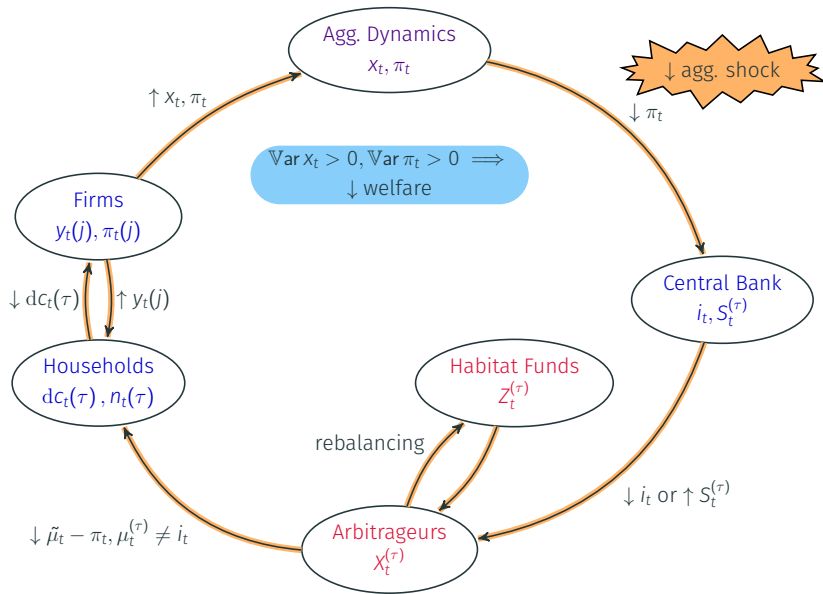 Agg. Dynamics
x_t, π_t
↓ agg. shock
↑ x_t, π_t
↓ π_t
𝕍ar x_t > 0, 𝕍ar π_t > 0 ⟹
↓ welfare
Firms
y_t(j), π_t(j)
Central Bank
i_t, S_t^{(τ)}
↓ dc_t(τ)
↑ y_t(j)
Households
dc_t(τ) , n_t(τ)
Habitat Funds
Z_t^{(τ)}
rebalancing
↓ i_t or ↑ S_t^{(τ)}
↓ μ̃_t − π_t, μ_t^{(τ)} ≠ i_t
Arbitrageurs
X_t^{(τ)}